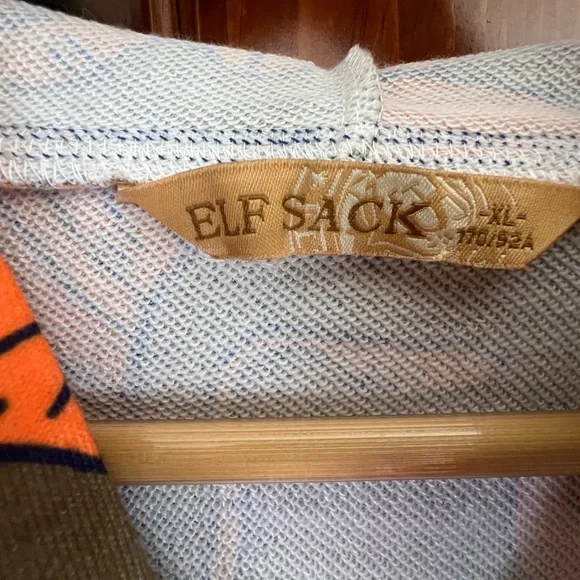 ELF SACK
-XL-
170/92A